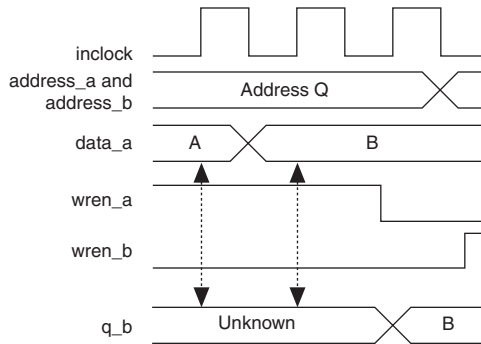 inclock
address_a and
address_b
Address Q
data_a
A
B
wren_a
wren_b
q_b
Unknown
B